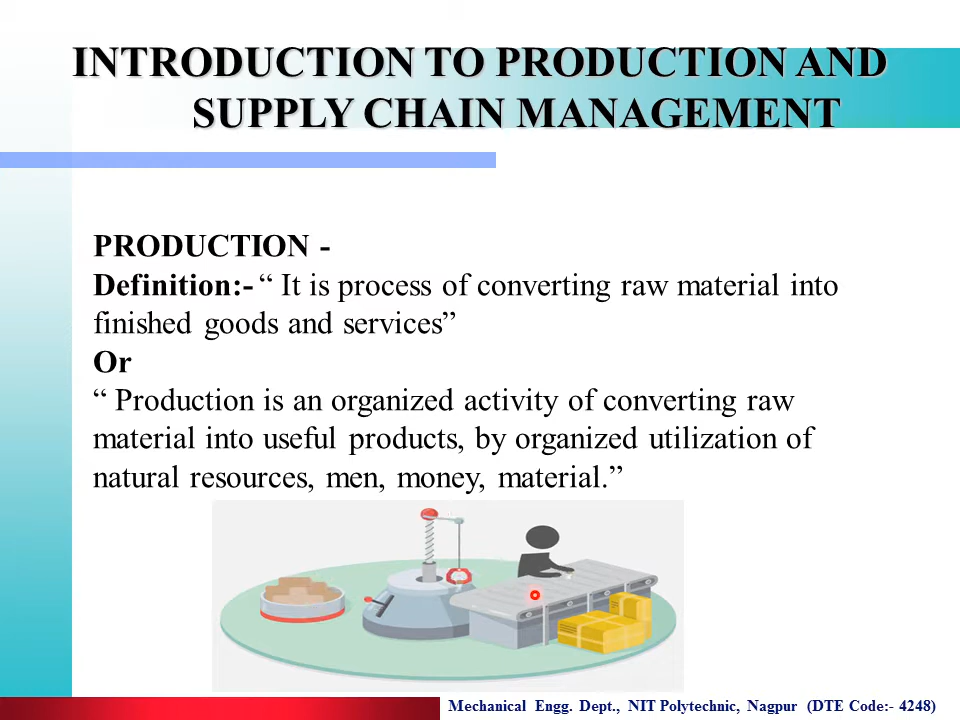 INTRODUCTION TO PRODUCTION AND
SUPPLY CHAIN MANAGEMENT
PRODUCTION -
Definition:- “ It is process of converting raw material into
finished goods and services”
Or
“ Production is an organized activity of converting raw
material into useful products, by organized utilization of
natural resources, men, money, material.”
Mechanical Engg. Dept., NIT Polytechnic, Nagpur (DTE Code:- 4248)